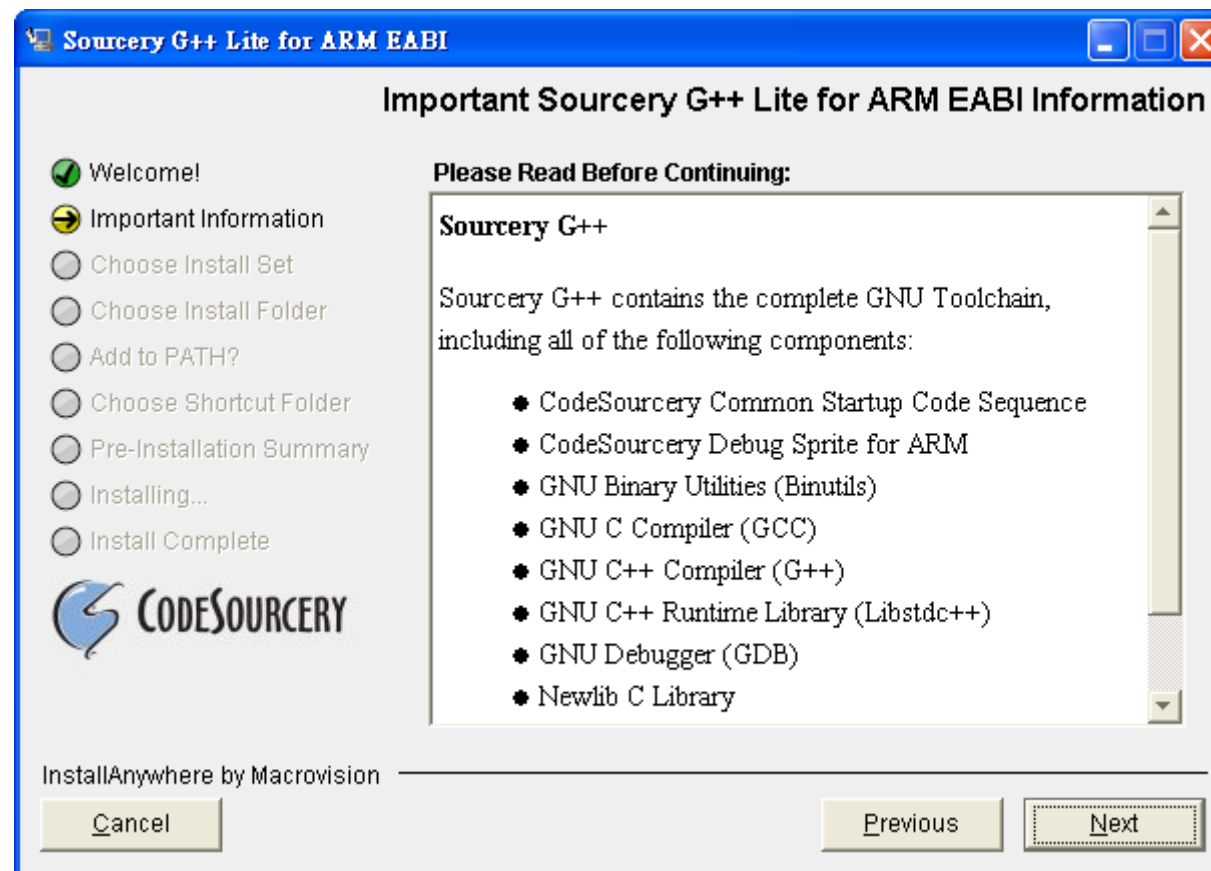 Sourcery G++ Lite for ARM EABI
Important Sourcery G++ Lite for ARM EABI Information
Welcome!
Important Information
Choose Install Set
Choose Install Folder
Add to PATH?
Choose Shortcut Folder
Pre-Installation Summary
Installing...
Install Complete
CODESOURCERY
Please Read Before Continuing:
Sourcery G++
Sourcery G++ contains the complete GNU Toolchain,
including all of the following components:
● CodeSourcery Common Startup Code Sequence
● CodeSourcery Debug Sprite for ARM
● GNU Binary Utilities (Binutils)
● GNU C Compiler (GCC)
● GNU C++ Compiler (G++)
● GNU C++ Runtime Library (Libstdc++)
● GNU Debugger (GDB)
● Newlib C Library
InstallAnywhere by Macrovision
Cancel
Previous
Next